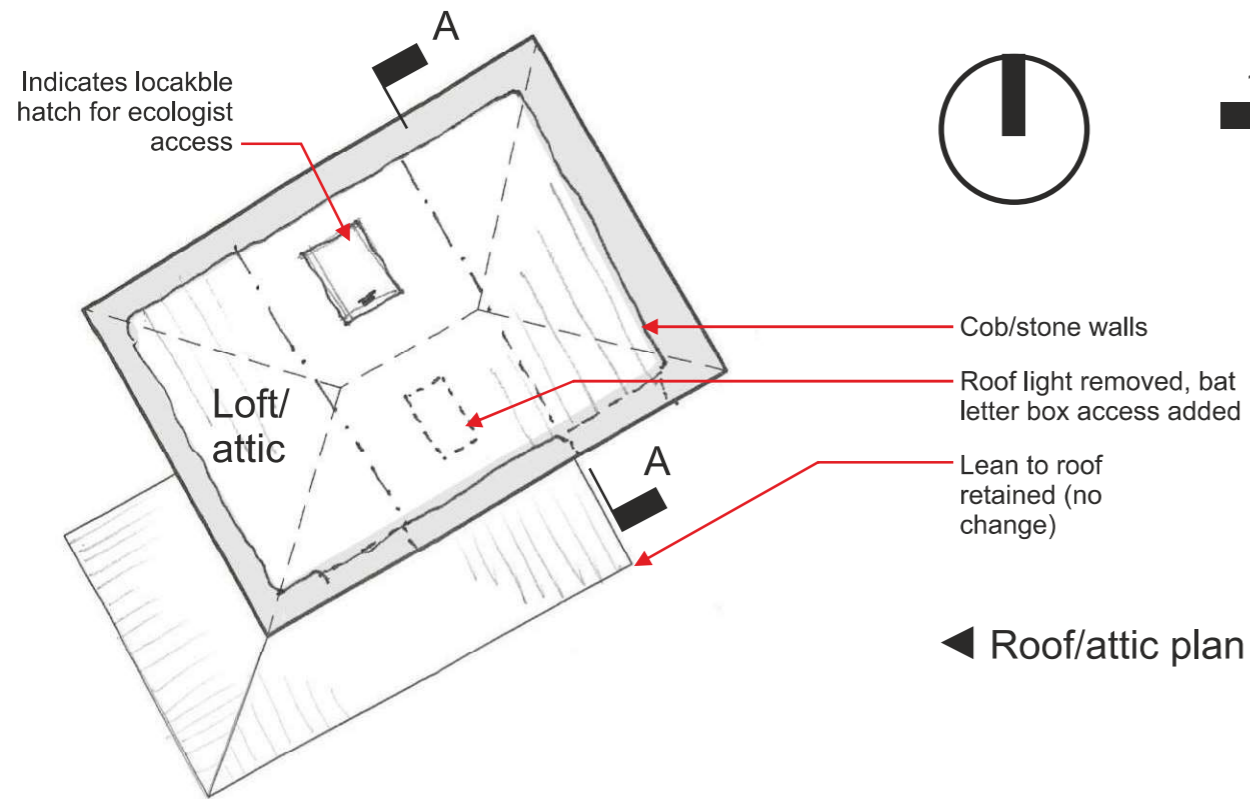 A
Indicates locakble
hatch for ecologist
access
Loft/
attic
A
Cob/stone walls
Roof light removed, bat
letter box access added
Lean to roof
retained (no
change)
Roof/attic plan